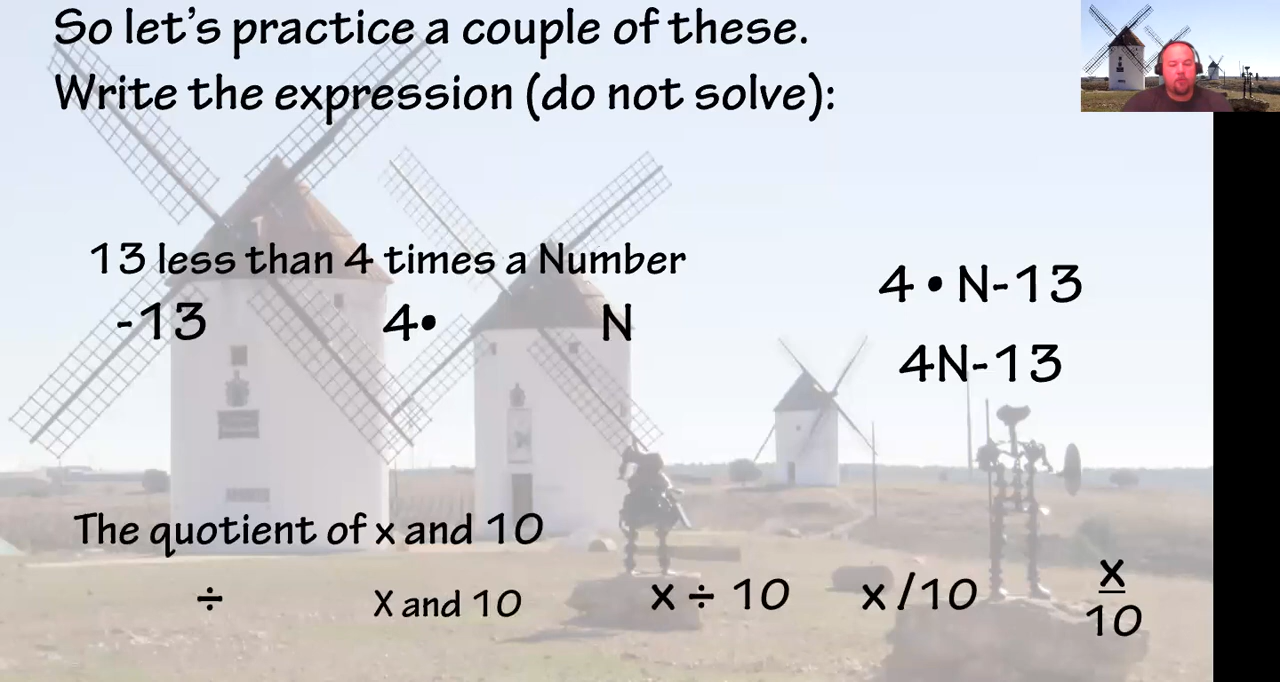 So let's practice a couple of these.
Write the expression (do not solve):
13 less than 4 times a Number
-13 4• N
4 • N-13
4N-13
The quotient of x and 10
÷ X and 10 x ÷ 10 x /10 x
10